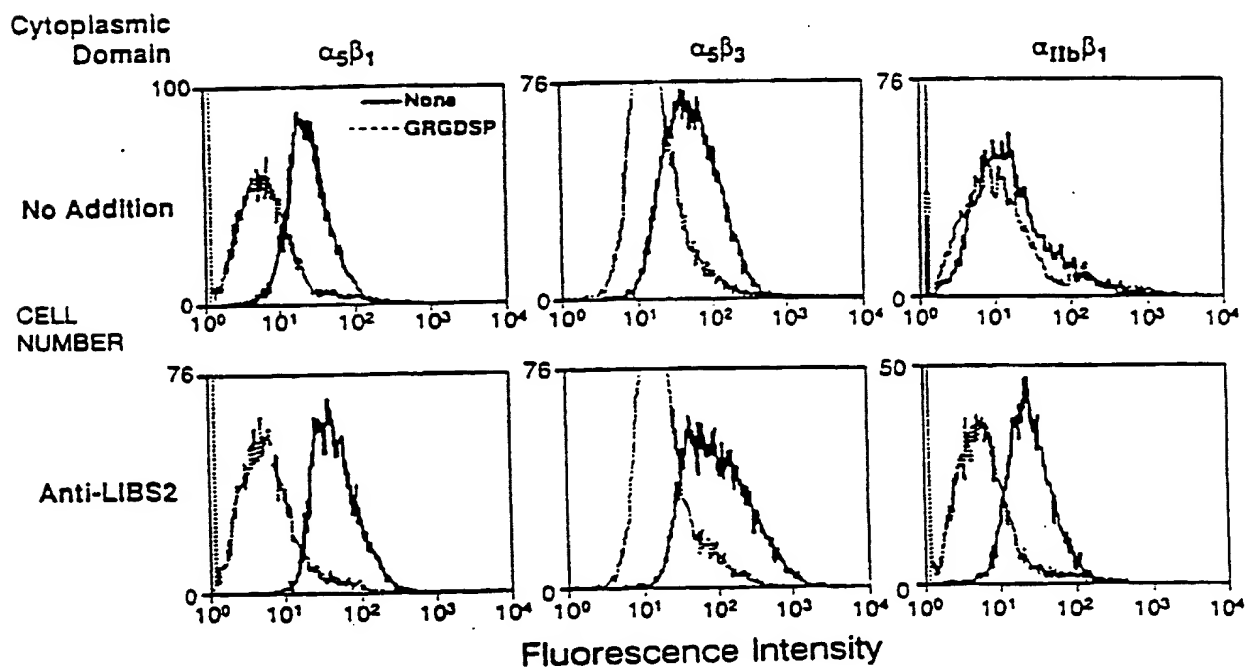 Cytoplasmic
Domain
α5β1
α5β3
αIIbβ1
100
None
GRGDSP
0
10⁰ 10¹ 10² 10³ 10⁴
76
0
10⁰ 10¹ 10² 10³ 10⁴
76
0
10⁰ 10¹ 10² 10³ 10⁴
No Addition
CELL
NUMBER
76
0
10⁰ 10¹ 10² 10³ 10⁴
76
0
10⁰ 10¹ 10² 10³ 10⁴
50
0
10⁰ 10¹ 10² 10³ 10⁴
Anti-LIBS2
Fluorescence Intensity